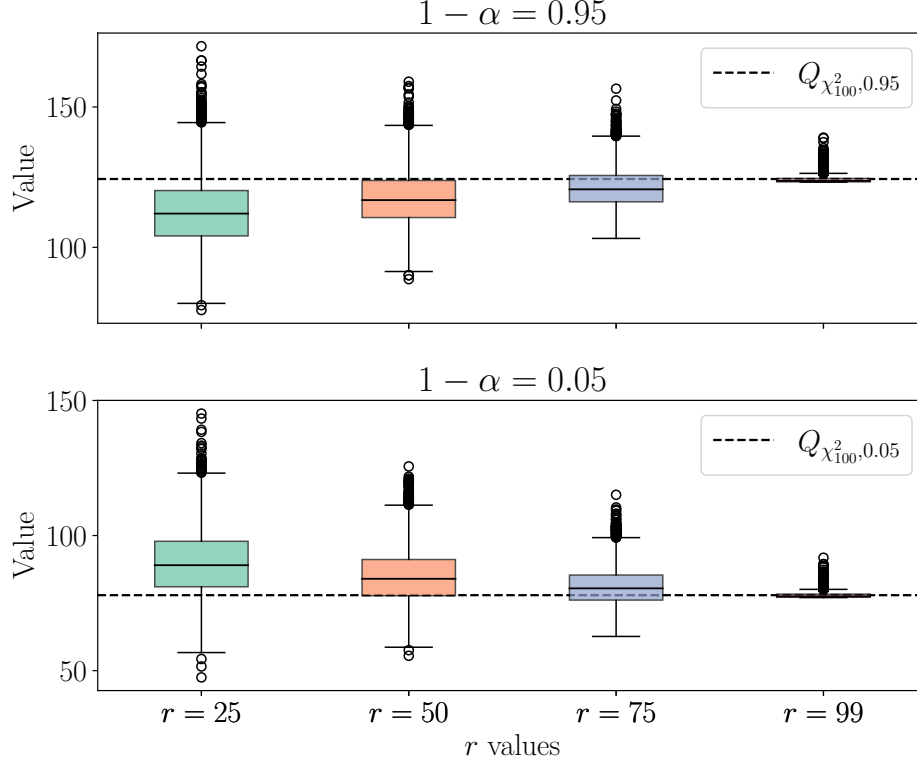 1 − α = 0.95
Value
150
100
Q_{χ²_{100},0.95}
1 − α = 0.05
Value
150
100
50
Q_{χ²_{100},0.05}
r = 25 r = 50 r = 75 r = 99
r values